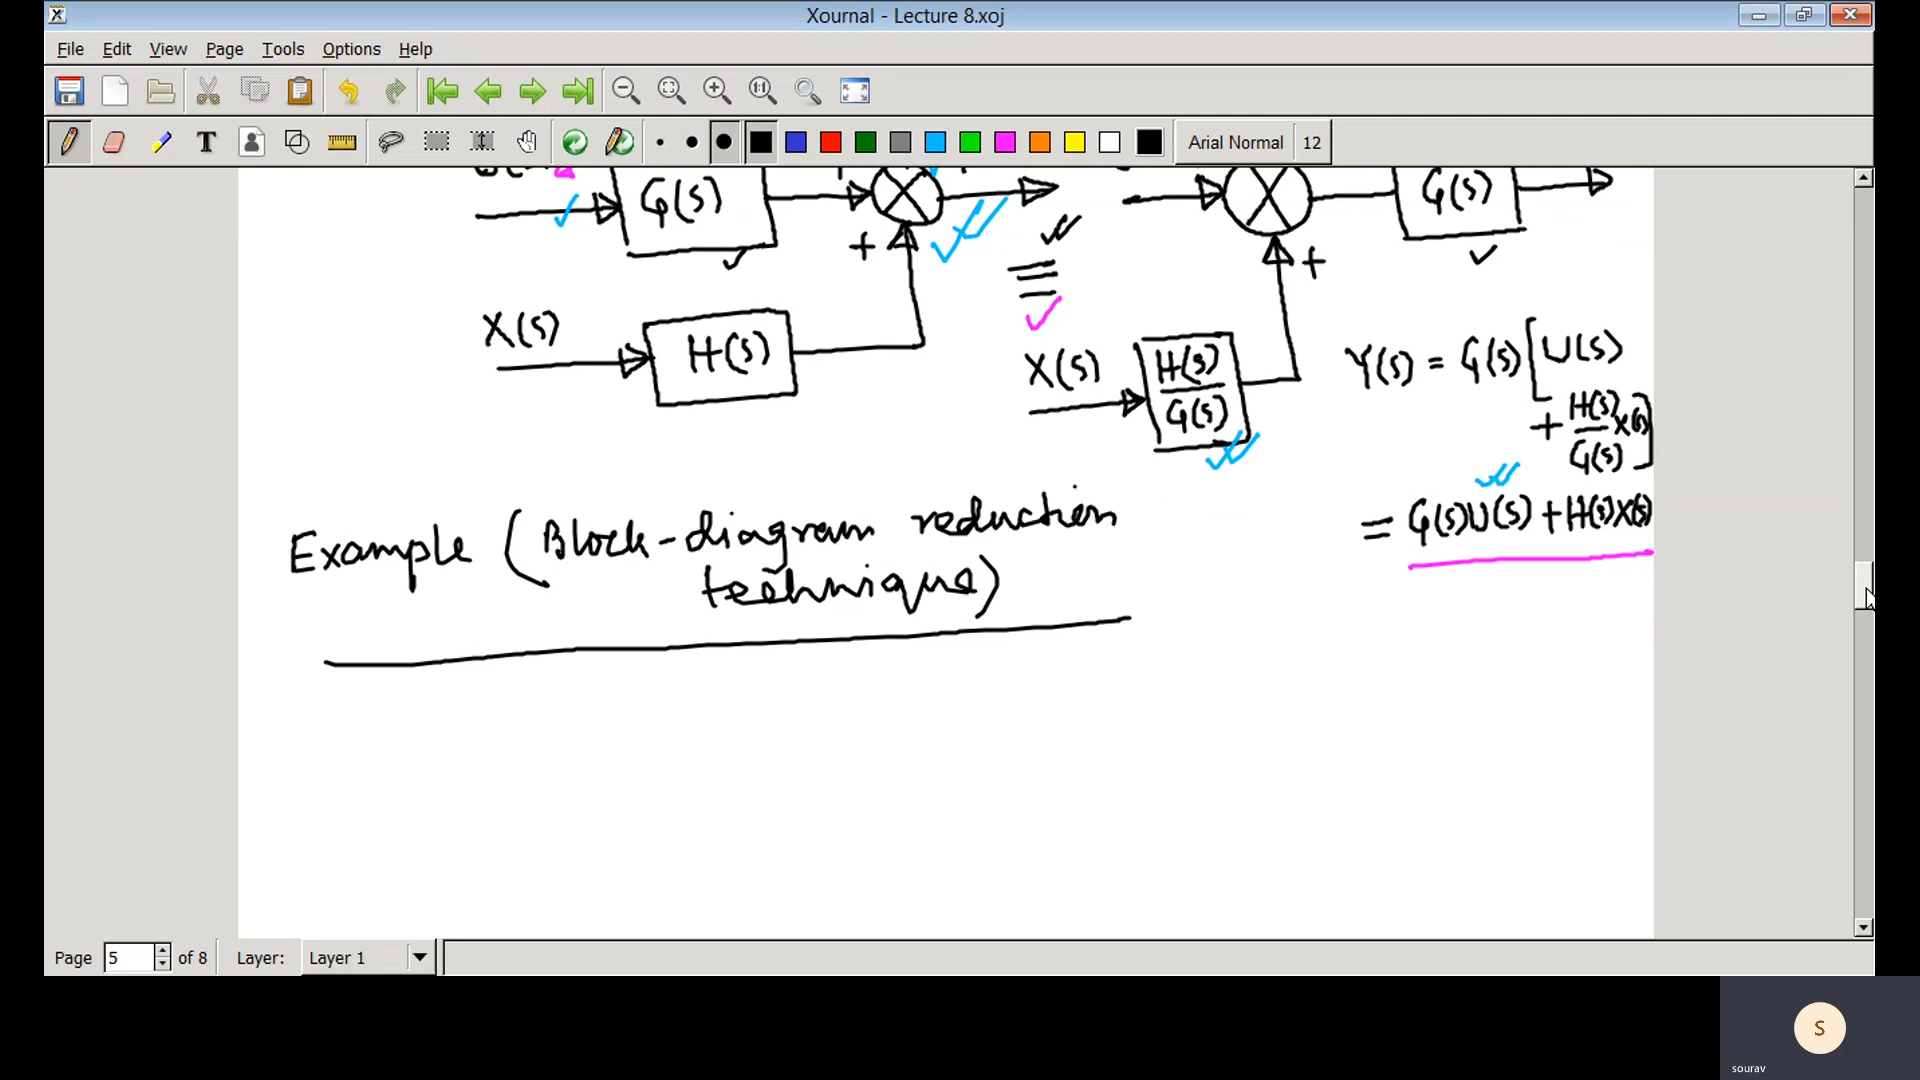 Xournal - Lecture 8.xoj
File Edit View Page Tools Options Help
Arial Normal 12
G(s)
G(s)
+
+
X(s)
H(s)
≡
X(s)
H(s)
G(s)
Y(s) = G(s) [U(s)
+ H(s)/G(s) X(s)]
= G(s)U(s) + H(s)X(s)
Example (Block-diagram reduction
technique)
Page 5 of 8 Layer: Layer 1
S
sourav